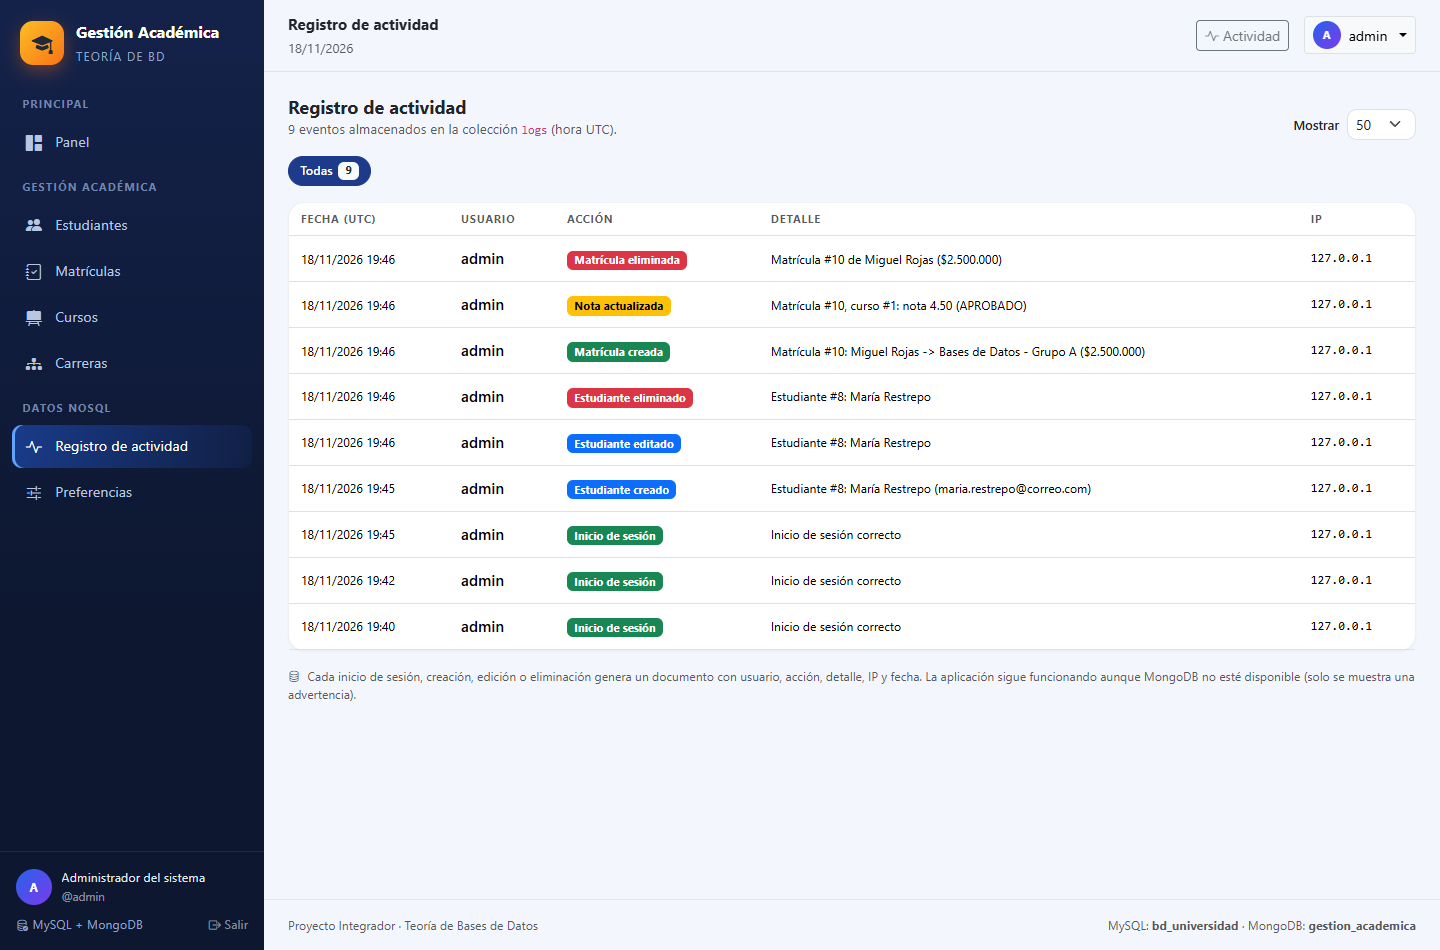 Gestión Académica
TEORÍA DE BD
PRINCIPAL
Panel
GESTIÓN ACADÉMICA
Estudiantes
Matrículas
Cursos
Carreras
DATOS NOSQL
Registro de actividad
Preferencias
A
Administrador del sistema
@admin
MySQL + MongoDB
Salir
Registro de actividad
18/11/2026
Actividad
A admin
Registro de actividad
9 eventos almacenados en la colección logs (hora UTC).
Mostrar 50
Todas 9
FECHA (UTC) USUARIO ACCIÓN DETALLE IP
18/11/2026 19:46 admin Matrícula eliminada Matrícula #10 de Miguel Rojas ($2.500.000) 127.0.0.1
18/11/2026 19:46 admin Nota actualizada Matrícula #10, curso #1: nota 4.50 (APROBADO) 127.0.0.1
18/11/2026 19:46 admin Matrícula creada Matrícula #10: Miguel Rojas -> Bases de Datos - Grupo A ($2.500.000) 127.0.0.1
18/11/2026 19:46 admin Estudiante eliminado Estudiante #8: María Restrepo 127.0.0.1
18/11/2026 19:46 admin Estudiante editado Estudiante #8: María Restrepo 127.0.0.1
18/11/2026 19:45 admin Estudiante creado Estudiante #8: María Restrepo (maria.restrepo@correo.com) 127.0.0.1
18/11/2026 19:45 admin Inicio de sesión Inicio de sesión correcto 127.0.0.1
18/11/2026 19:42 admin Inicio de sesión Inicio de sesión correcto 127.0.0.1
18/11/2026 19:40 admin Inicio de sesión Inicio de sesión correcto 127.0.0.1
Cada inicio de sesión, creación, edición o eliminación genera un documento con usuario, acción, detalle, IP y fecha. La aplicación sigue funcionando aunque MongoDB no esté disponible (solo se muestra una
advertencia).
Proyecto Integrador · Teoría de Bases de Datos
MySQL: bd_universidad · MongoDB: gestion_academica